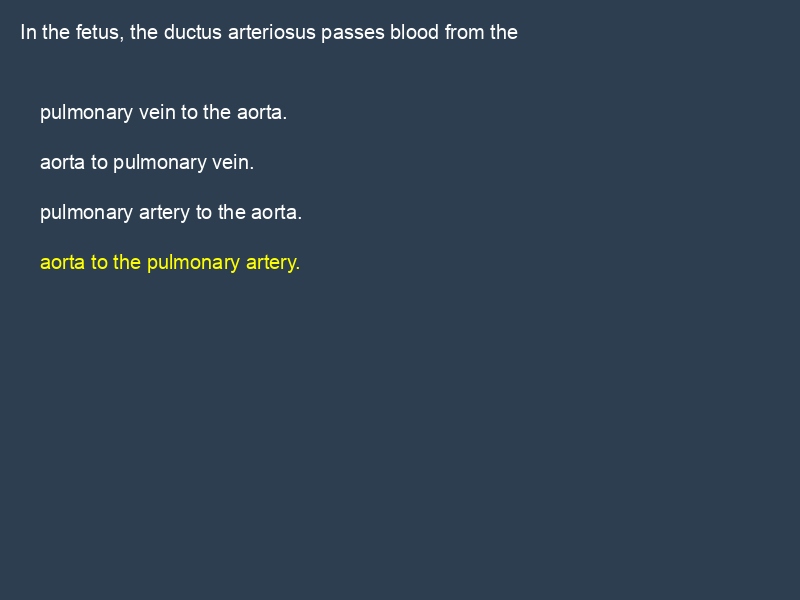 In the fetus, the ductus arteriosus passes blood from the
pulmonary vein to the aorta.
aorta to pulmonary vein.
pulmonary artery to the aorta.
aorta to the pulmonary artery.